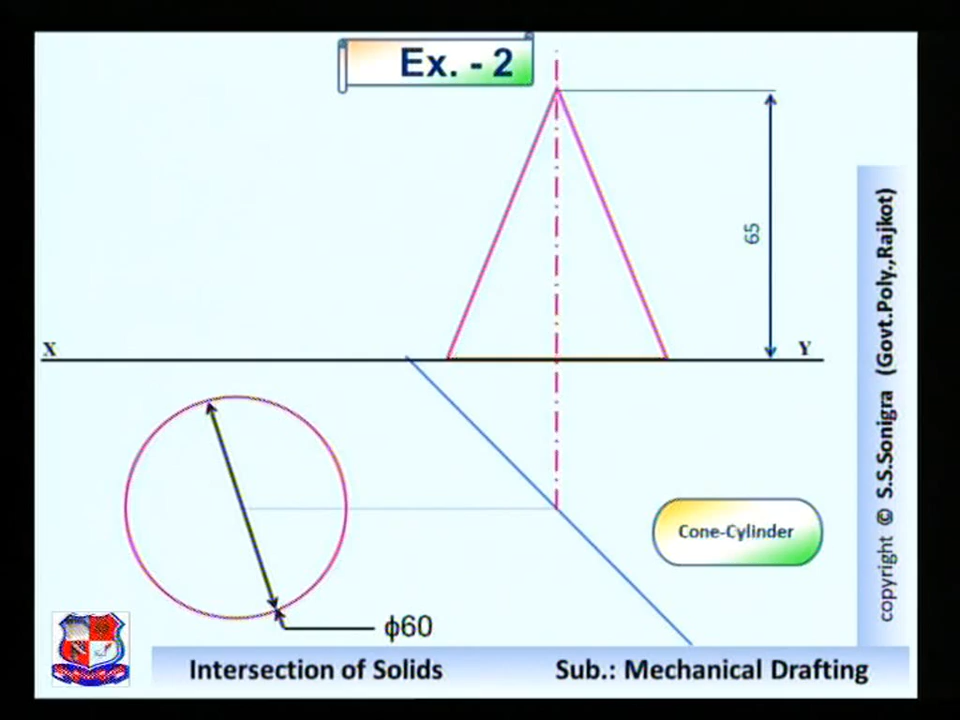 Ex. - 2
65
X
Y
Cone-Cylinder
ϕ60
copyright © S.S.Sonigra (Govt.Poly.,Rajkot)
Intersection of Solids
Sub.: Mechanical Drafting